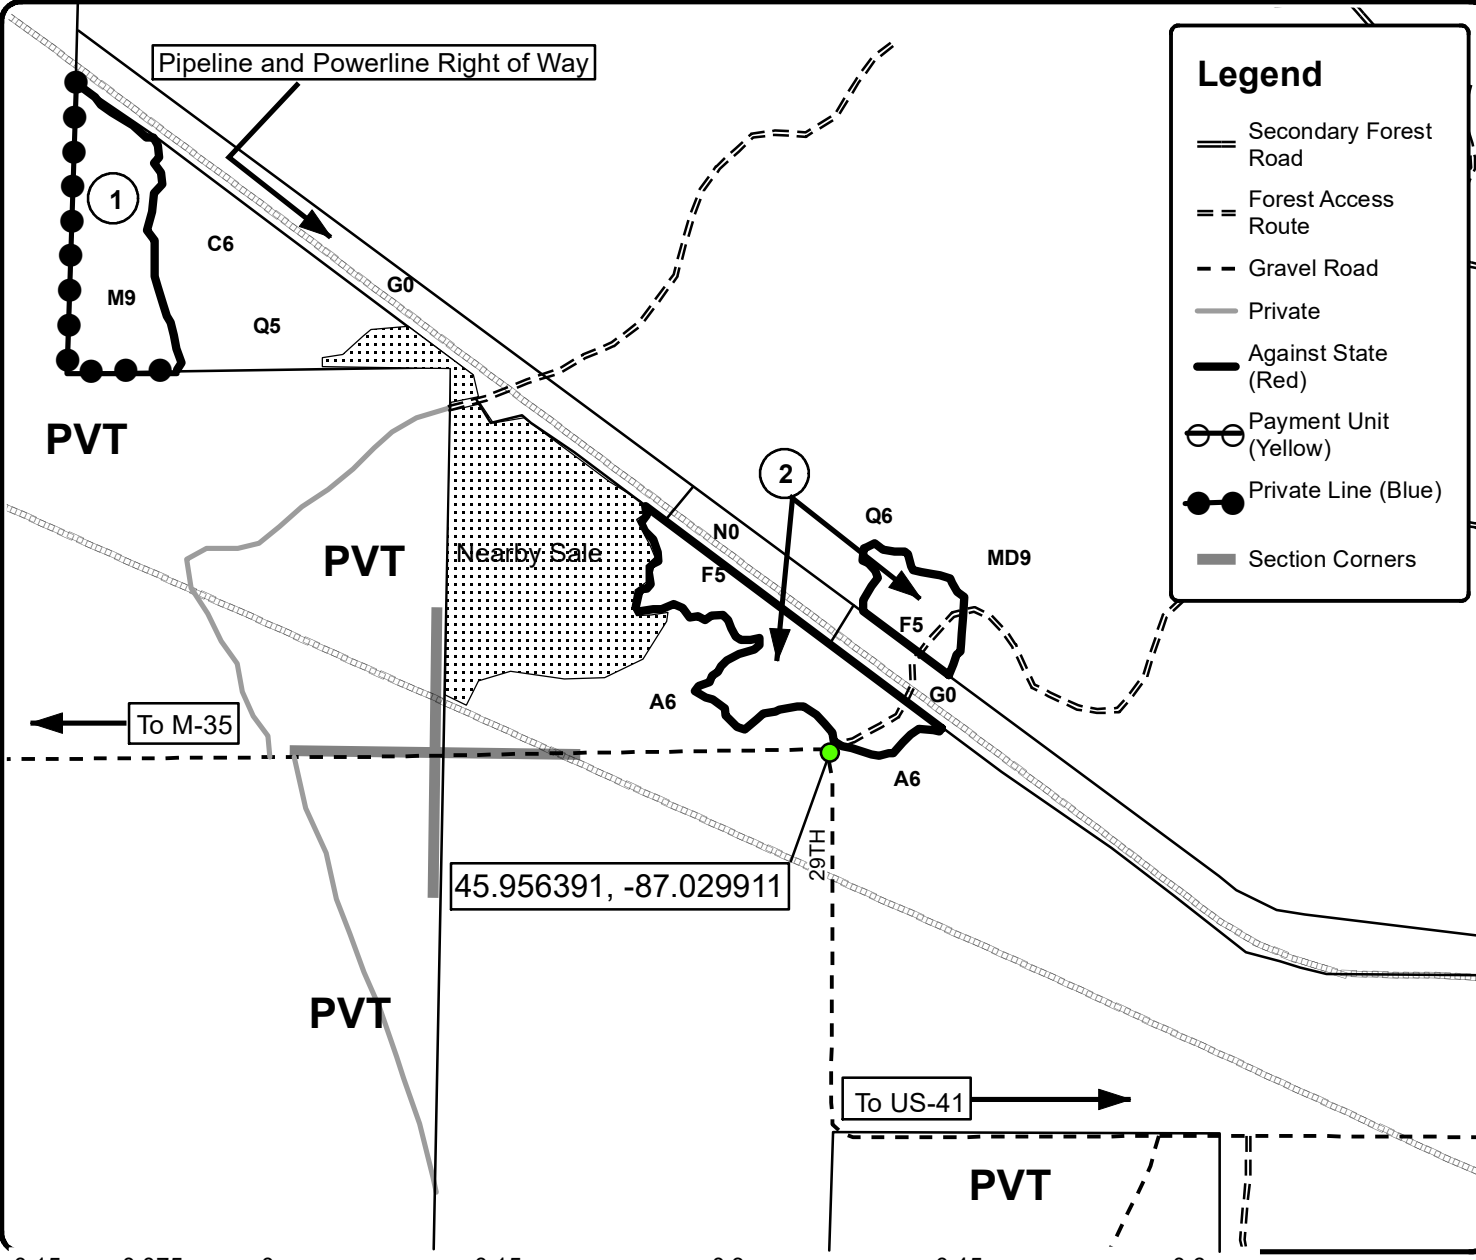 Pipeline and Powerline Right of Way
Legend
Secondary Forest
Road
Forest Access
Route
Gravel Road
Private
Against State
(Red)
Payment Unit
(Yellow)
Private Line (Blue)
Section Corners
1
C6
M9
G0
Q5
PVT
2
Q6
N0
MD9
PVT
Nearby Sale
F5
F5
A6
G0
To M-35
A6
29TH
45.956391, -87.029911
PVT
To US-41
PVT